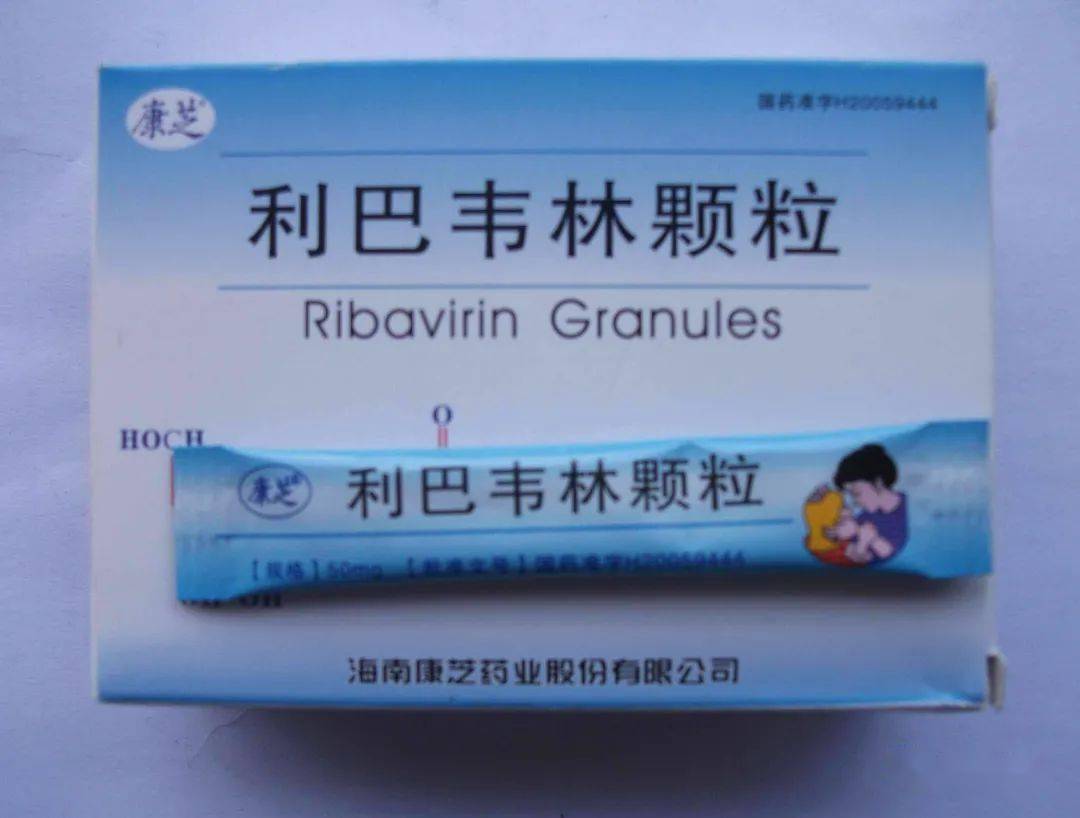 康芝®
国药准字H20059444
利巴韦林颗粒
Ribavirin Granules
O
HOCH
康芝®
利巴韦林颗粒
【规格】50mg 【批准文号】国药准字H20059444
OH
海南康芝药业股份有限公司